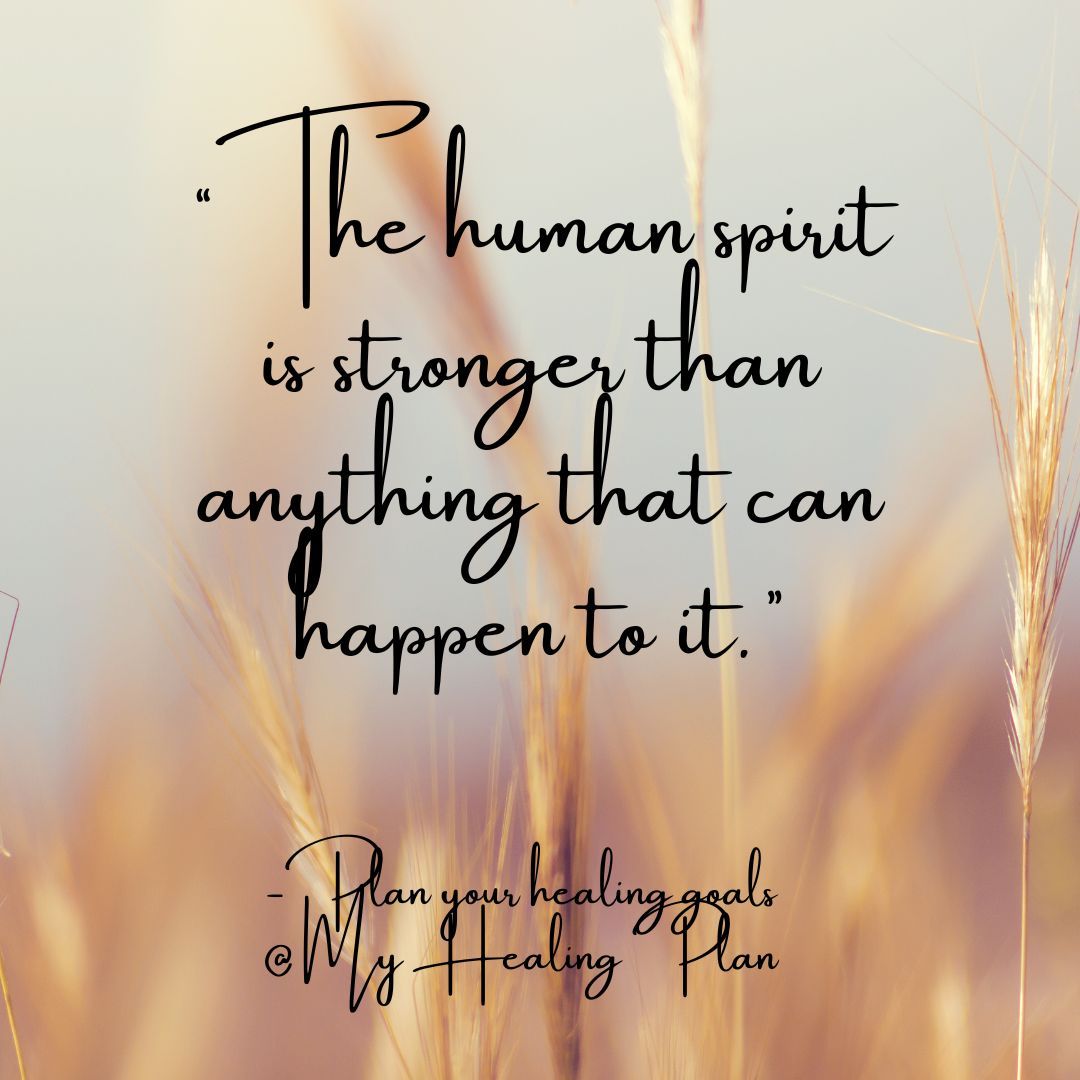 “The human spirit
is stronger than
anything that can
happen to it.”
- Plan your healing goals
@My Healing Plan